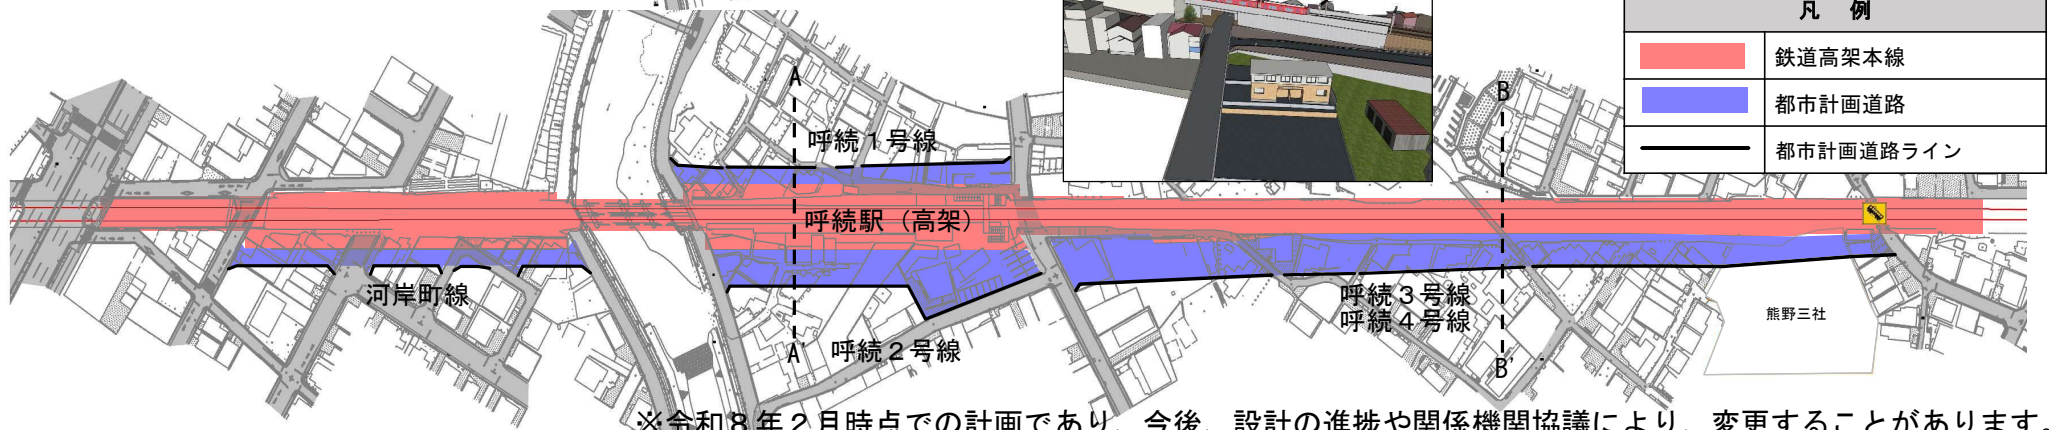 凡 例
鉄道高架本線
都市計画道路
都市計画道路ライン
A
B
呼続１号線
呼続駅（高架）
河岸町線
呼続３号線
呼続４号線
熊野三社
A'
呼続２号線
B'
※令和８年２月時点での計画であり、今後、設計の進捗や関係機関協議により、変更することがあります。